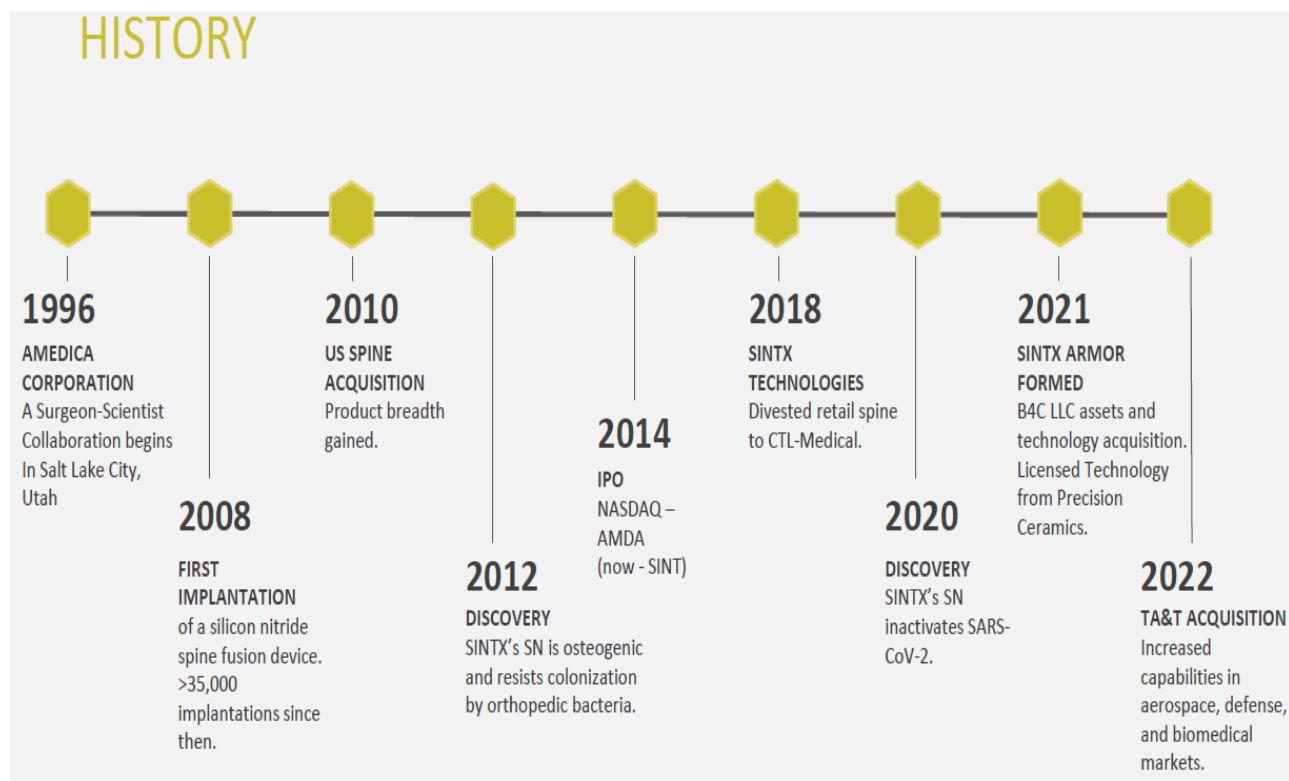 HISTORY
1996
AMEDICA
CORPORATION
A Surgeon-Scientist
Collaboration begins
In Salt Lake City,
Utah
2008
FIRST
IMPLANTATION
of a silicon nitride
spine fusion device.
>35,000
implantations since
then.
2010
US SPINE
ACQUISITION
Product breadth
gained.
2012
DISCOVERY
SINTX’s SN is osteogenic
and resists colonization
by orthopedic bacteria.
2014
IPO
NASDAQ –
AMDA
(now - SINT)
2018
SINTX
TECHNOLOGIES
Divested retail spine
to CTL-Medical.
2020
DISCOVERY
SINTX’s SN
inactivates SARS-
CoV-2.
2021
SINTX ARMOR
FORMED
B4C LLC assets and
technology acquisition.
Licensed Technology
from Precision
Ceramics.
2022
TA&T ACQUISITION
Increased
capabilities in
aerospace, defense,
and biomedical
markets.